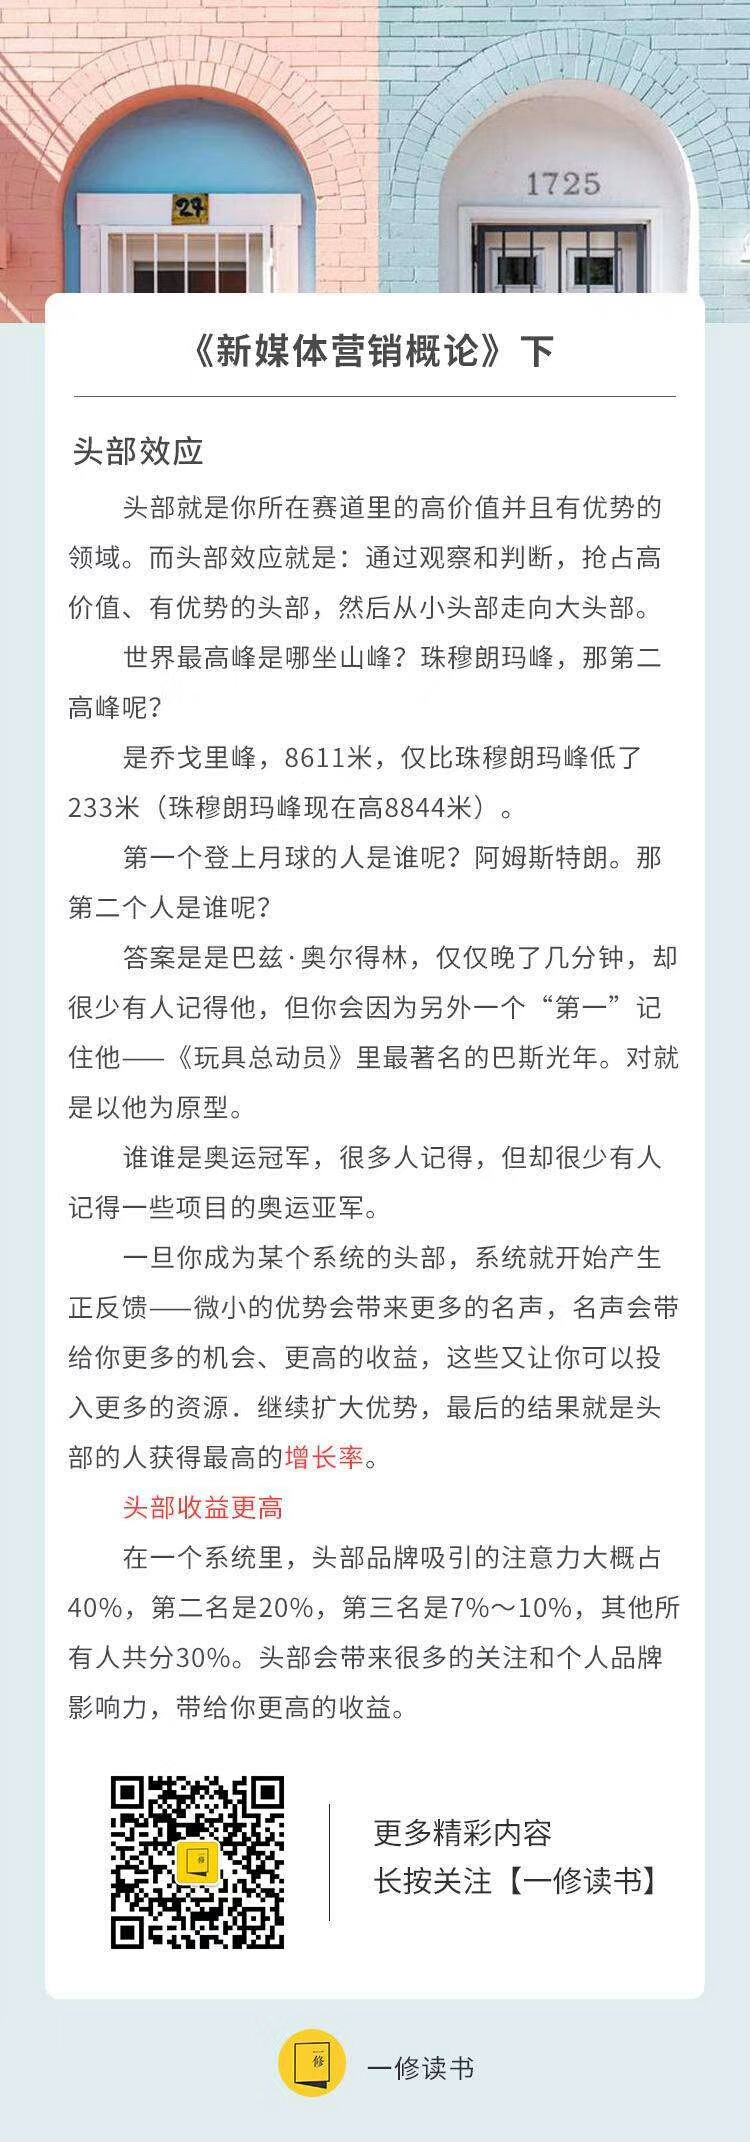 24
1725
《新媒体营销概论》下
头部效应
头部就是你所在赛道里的高价值并且有优势的
领域。而头部效应就是：通过观察和判断，抢占高
价值、有优势的头部，然后从小头部走向大头部。
世界最高峰是哪坐山峰？珠穆朗玛峰，那第二
高峰呢？
是乔戈里峰，8611米，仅比珠穆朗玛峰低了
233米（珠穆朗玛峰现在高8844米）。
第一个登上月球的人是谁呢？阿姆斯特朗。那
第二个人是谁呢？
答案是是巴兹·奥尔得林，仅仅晚了几分钟，却
很少有人记得他，但你会因为另外一个“第一”记
住他——《玩具总动员》里最著名的巴斯光年。对就
是以他为原型。
谁谁是奥运冠军，很多人记得，但却很少有人
记得一些项目的奥运亚军。
一旦你成为某个系统的头部，系统就开始产生
正反馈——微小的优势会带来更多的名声，名声会带
给你更多的机会、更高的收益，这些又让你可以投
入更多的资源．继续扩大优势，最后的结果就是头
部的人获得最高的增长率。
头部收益更高
在一个系统里，头部品牌吸引的注意力大概占
40%，第二名是20%，第三名是7%～10%，其他所
有人共分30%。头部会带来很多的关注和个人品牌
影响力，带给你更高的收益。
更多精彩内容
长按关注【一修读书】
一修
一修
一修读书